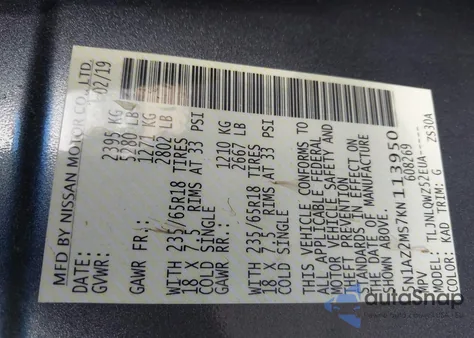 MFD BY NISSAN MOTOR CO., LTD.
DATE: 02/19
GVWR: 2395 KG
5280 LB
GAWR FR: 1271 KG
2802 LB
WITH 235/65R18 TIRES
18 X 7.5 RIMS AT 33 PSI
COLD SINGLE
GAWR RR: 1210 KG
2667 LB
WITH 235/65R18 TIRES
18 X 7.5 RIMS AT 33 PSI
COLD SINGLE
THIS VEHICLE CONFORMS TO
ALL APPLICABLE FEDERAL
MOTOR VEHICLE SAFETY AND
THEFT PREVENTION
STANDARDS IN EFFECT ON
THE DATE OF MANUFACTURE
SHOWN ABOVE.
5N1AZ2MS7KN113950
MPV 608269
MODEL: TLJNLQWZ52EUA
COLOR: KAD TRIM: G ZS30A
autoSnap